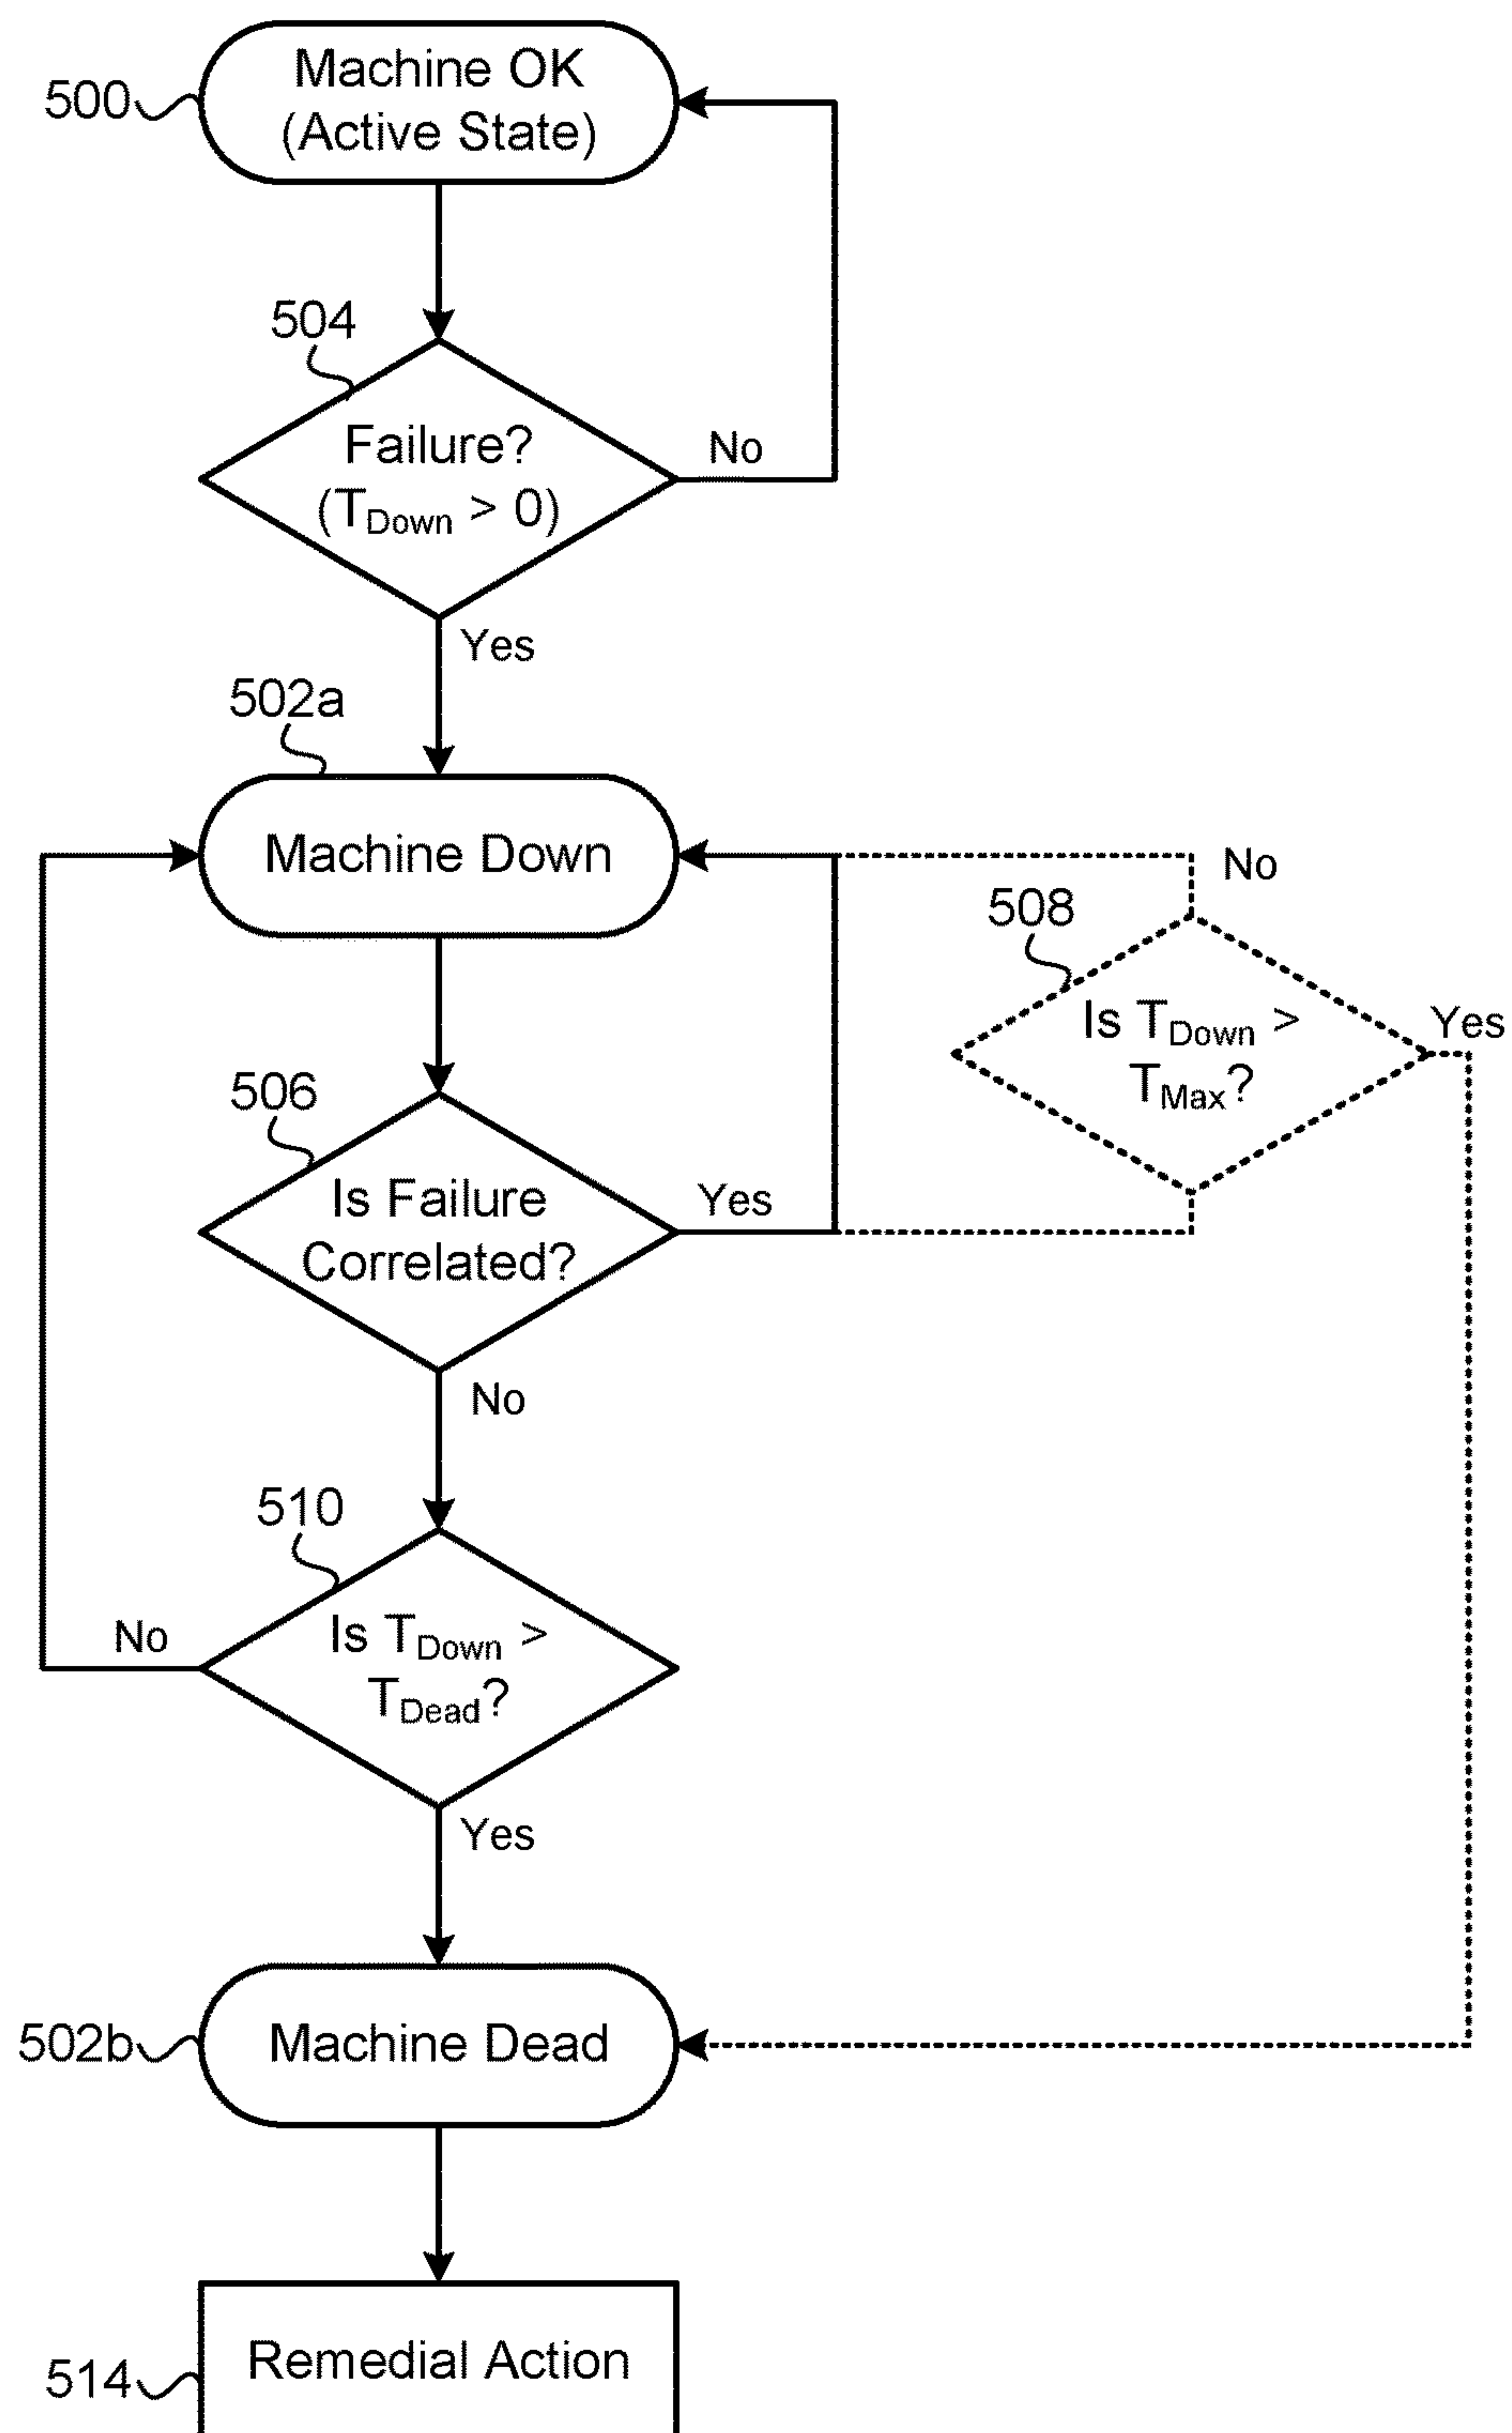 500
Machine OK
(Active State)
504
Failure?
(TDown > 0)
No
Yes
502a
Machine Down
No
508
Is TDown >
TMax?
Yes
506
Is Failure
Correlated?
Yes
No
510
Is TDown >
TDead?
No
Yes
502b
Machine Dead
514
Remedial Action